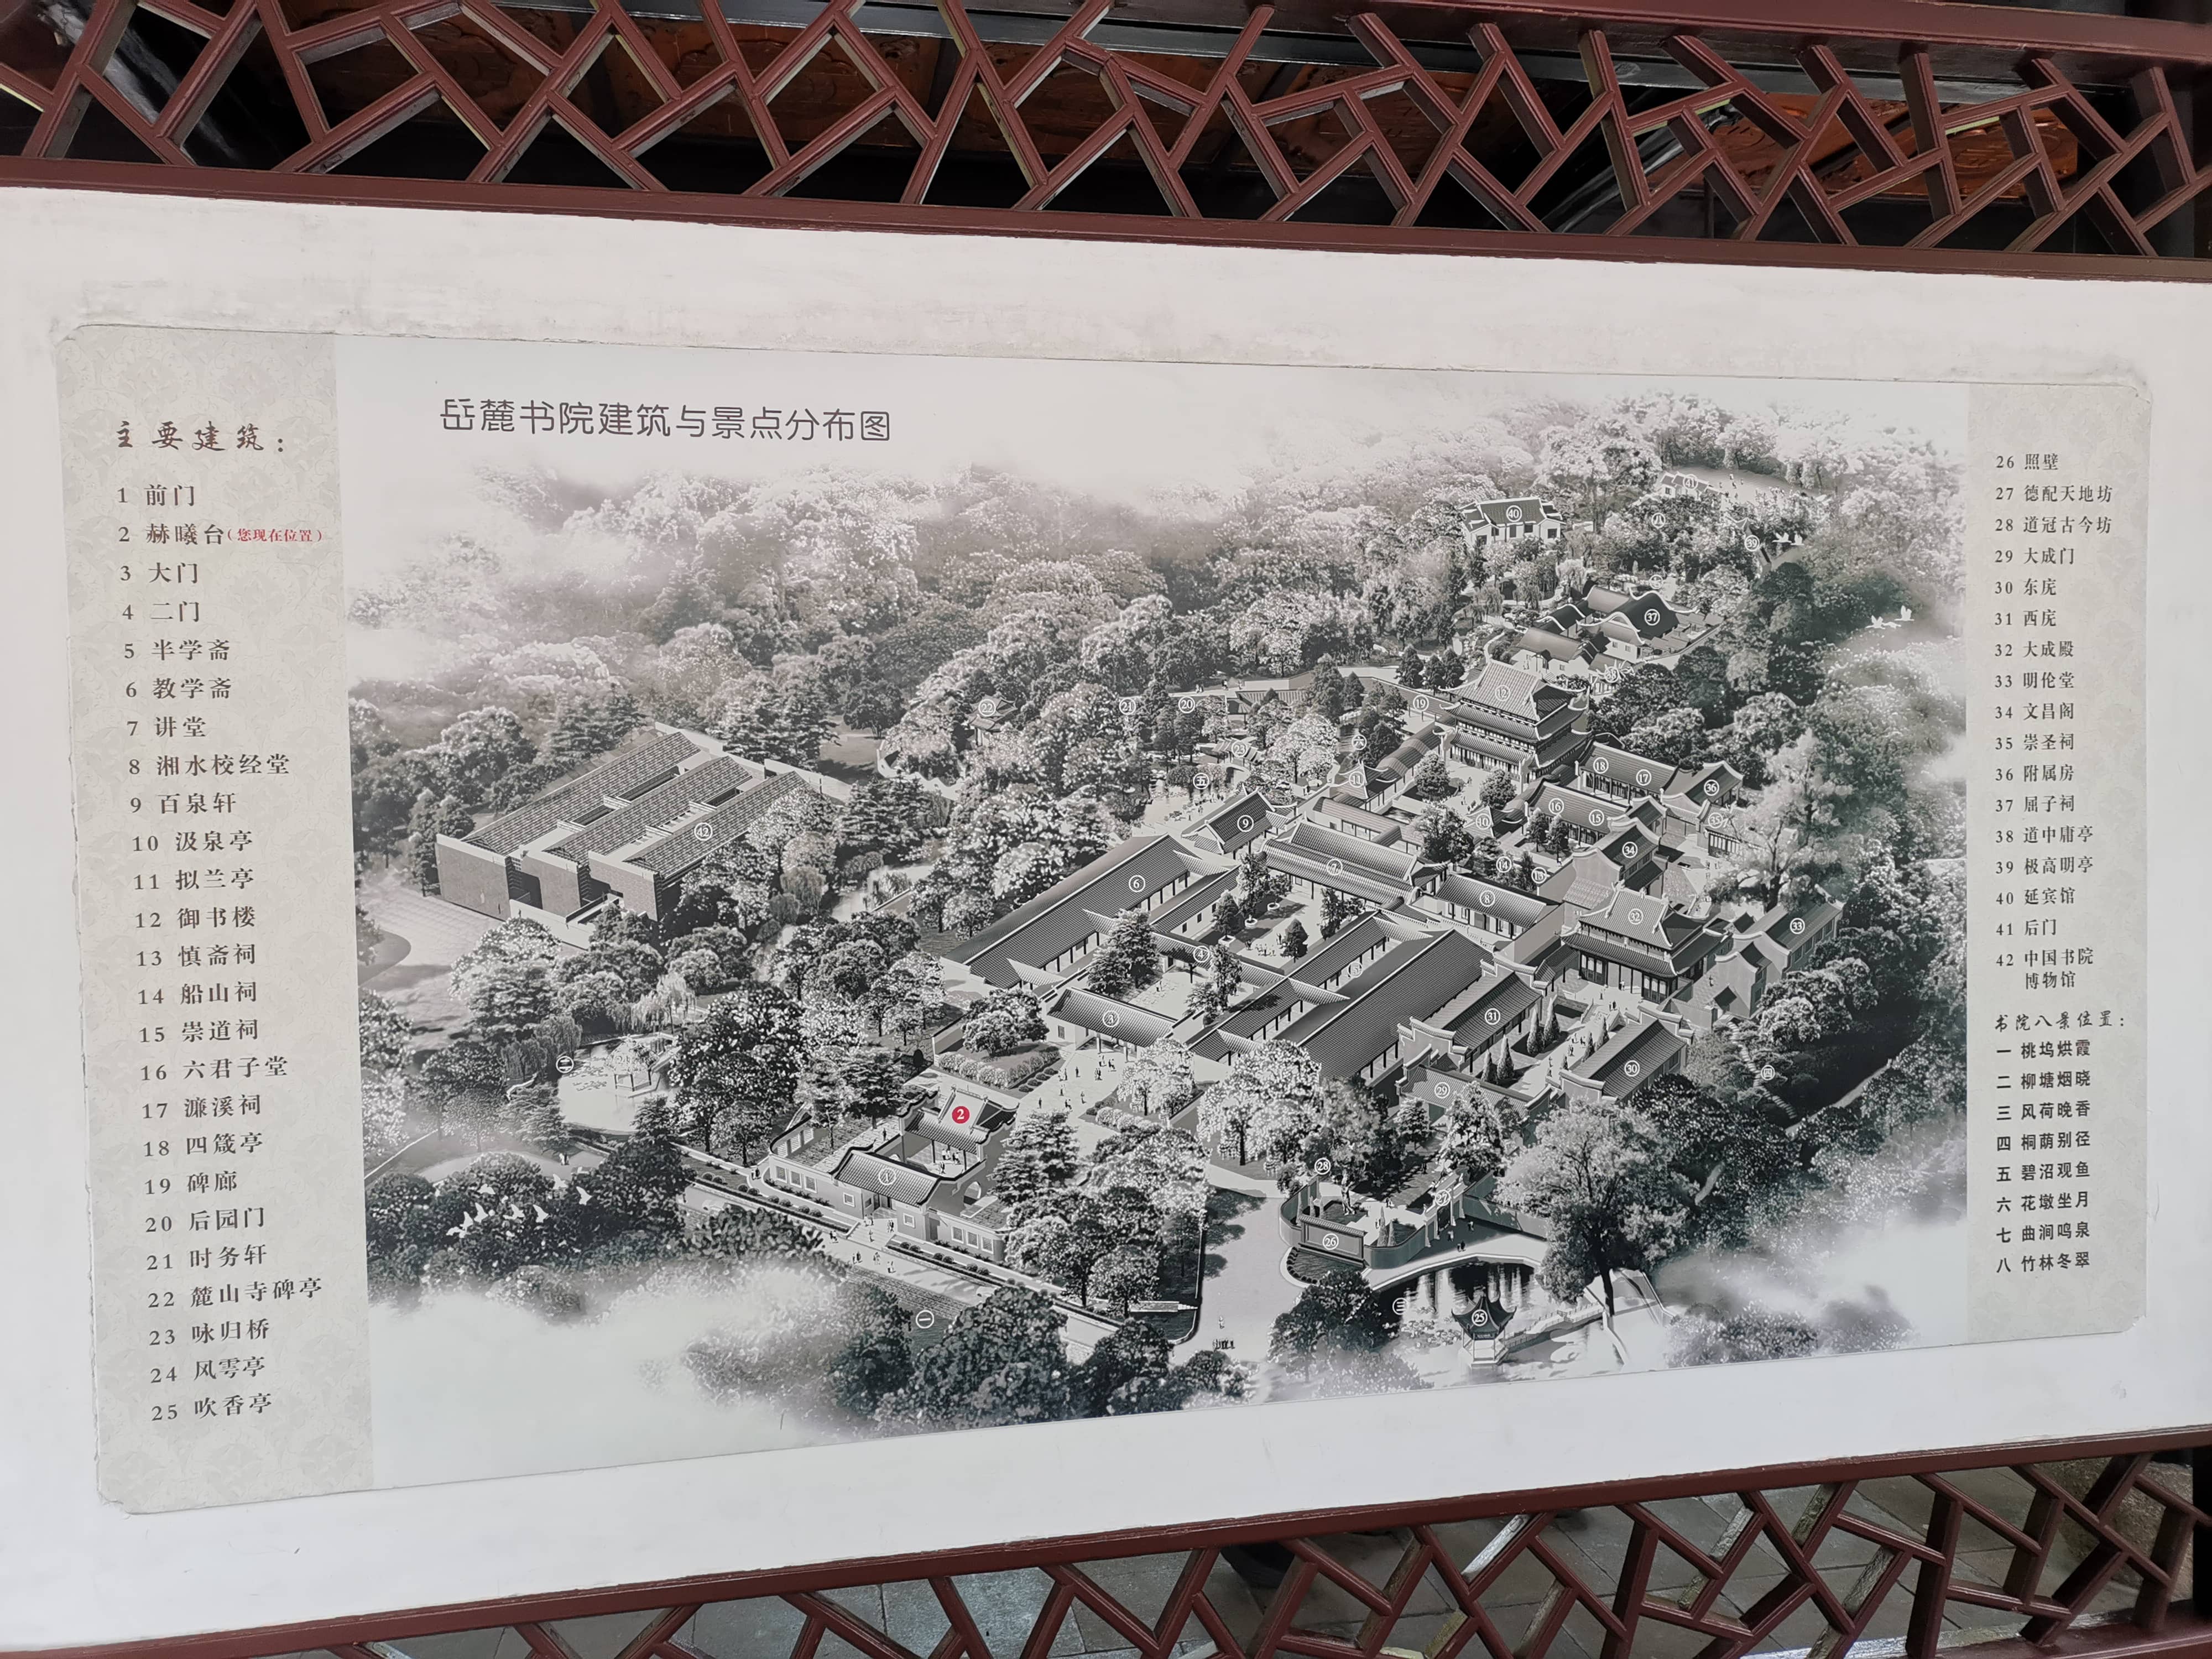 岳麓书院建筑与景点分布图
主要建筑：
1 前门
2 赫曦台(您现在位置)
3 大门
4 二门
5 半学斋
6 教学斋
7 讲堂
8 湘水校经堂
9 百泉轩
10 汲泉亭
11 拟兰亭
12 御书楼
13 慎斋祠
14 船山祠
15 崇道祠
16 六君子堂
17 濂溪祠
18 四箴亭
19 碑廊
20 后园门
21 时务轩
22 麓山寺碑亭
23 咏归桥
24 风雩亭
25 吹香亭
26 照壁
27 德配天地坊
28 道冠古今坊
29 大成门
30 东庑
31 西庑
32 大成殿
33 明伦堂
34 文昌阁
35 崇圣祠
36 附属房
37 屈子祠
38 道中庸亭
39 极高明亭
40 延宾馆
41 后门
42 中国书院
博物馆
书院八景位置：
一 桃坞烘霞
二 柳塘烟晓
三 风荷晚香
四 桐荫别径
五 碧沼观鱼
六 花墩坐月
七 曲涧鸣泉
八 竹林冬翠